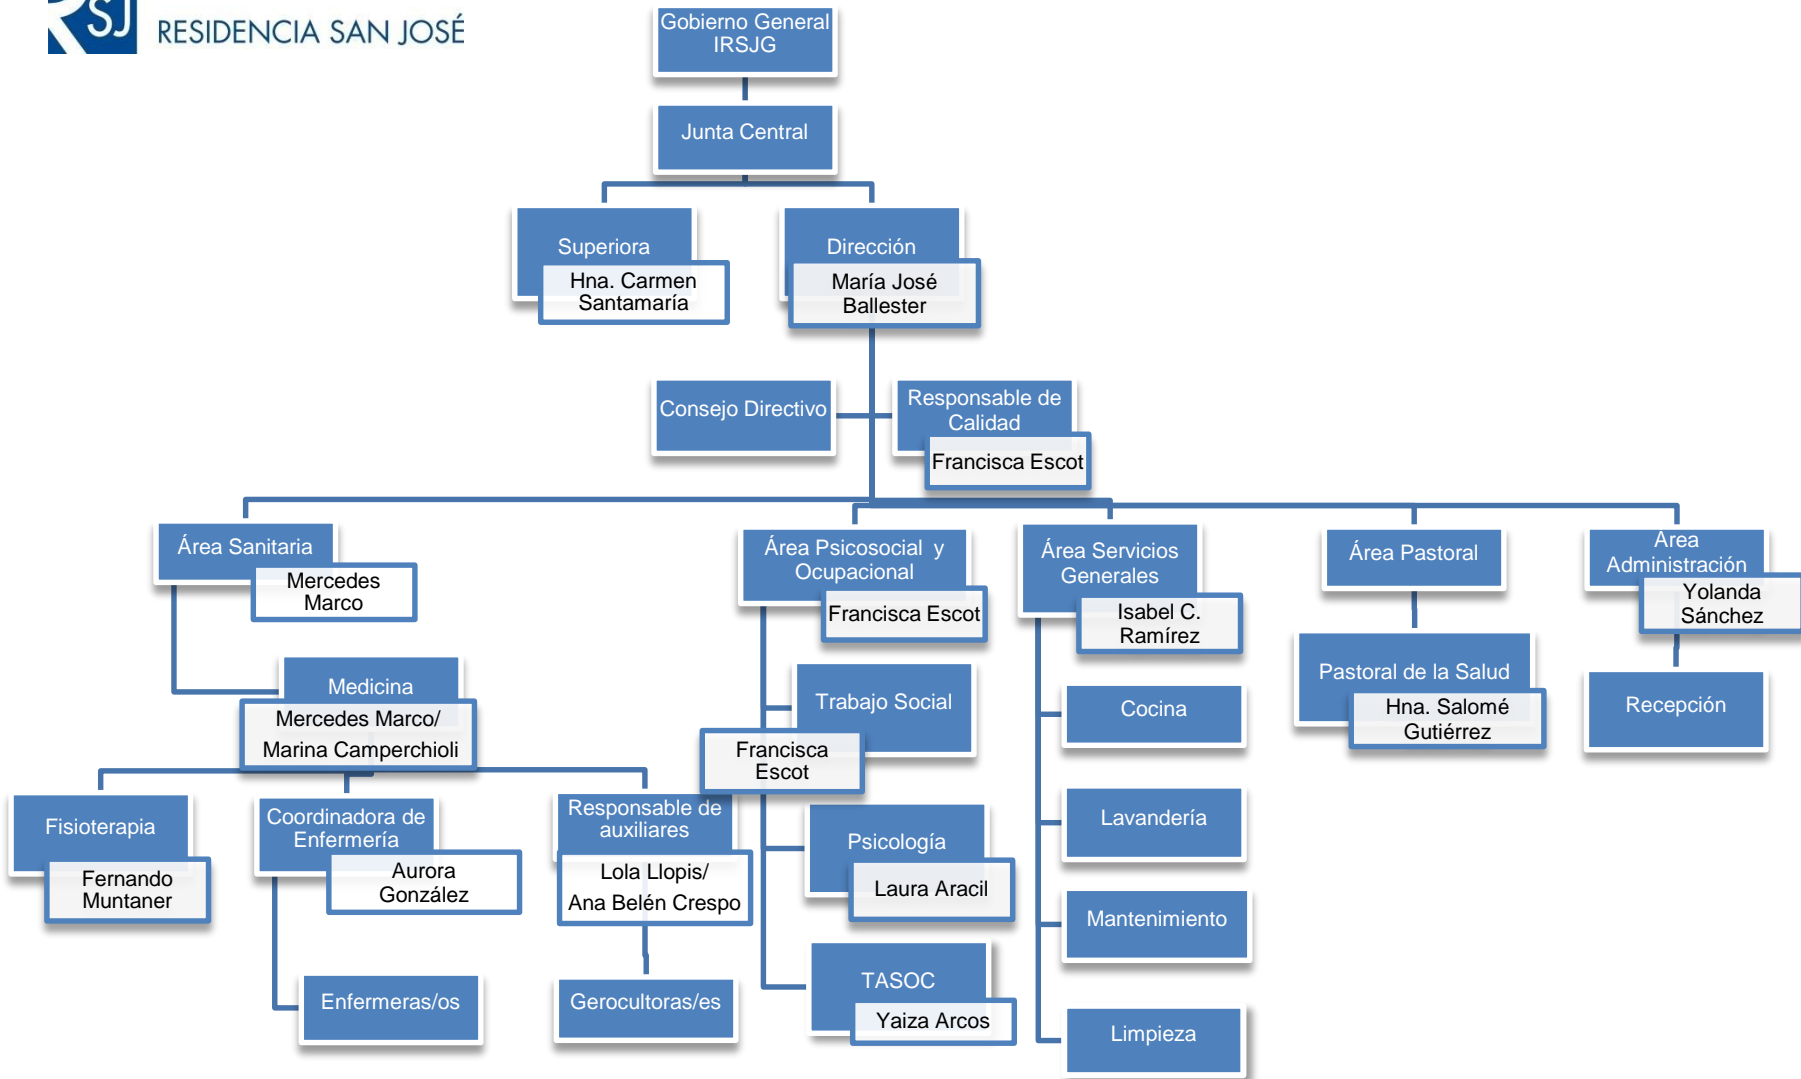 RSJ
RESIDENCIA SAN JOSÉ
Gobierno General
IRSJG
Junta Central
Superiora
Hna. Carmen
Santamaría
Dirección
María José
Ballester
Consejo Directivo
Responsable de
Calidad
Francisca Escot
Área Sanitaria
Mercedes
Marco
Área Psicosocial y
Ocupacional
Francisca Escot
Área Servicios
Generales
Isabel C.
Ramírez
Área Pastoral
Área
Administración
Yolanda
Sánchez
Medicina
Mercedes Marco/
Marina Camperchioli
Trabajo Social
Francisca
Escot
Cocina
Pastoral de la Salud
Hna. Salomé
Gutiérrez
Recepción
Fisioterapia
Fernando
Muntaner
Coordinadora de
Enfermería
Aurora
González
Responsable de
auxiliares
Lola Llopis/
Ana Belén Crespo
Psicología
Laura Aracil
Lavandería
Mantenimiento
Enfermeras/os
Gerocultoras/es
TASOC
Yaiza Arcos
Limpieza